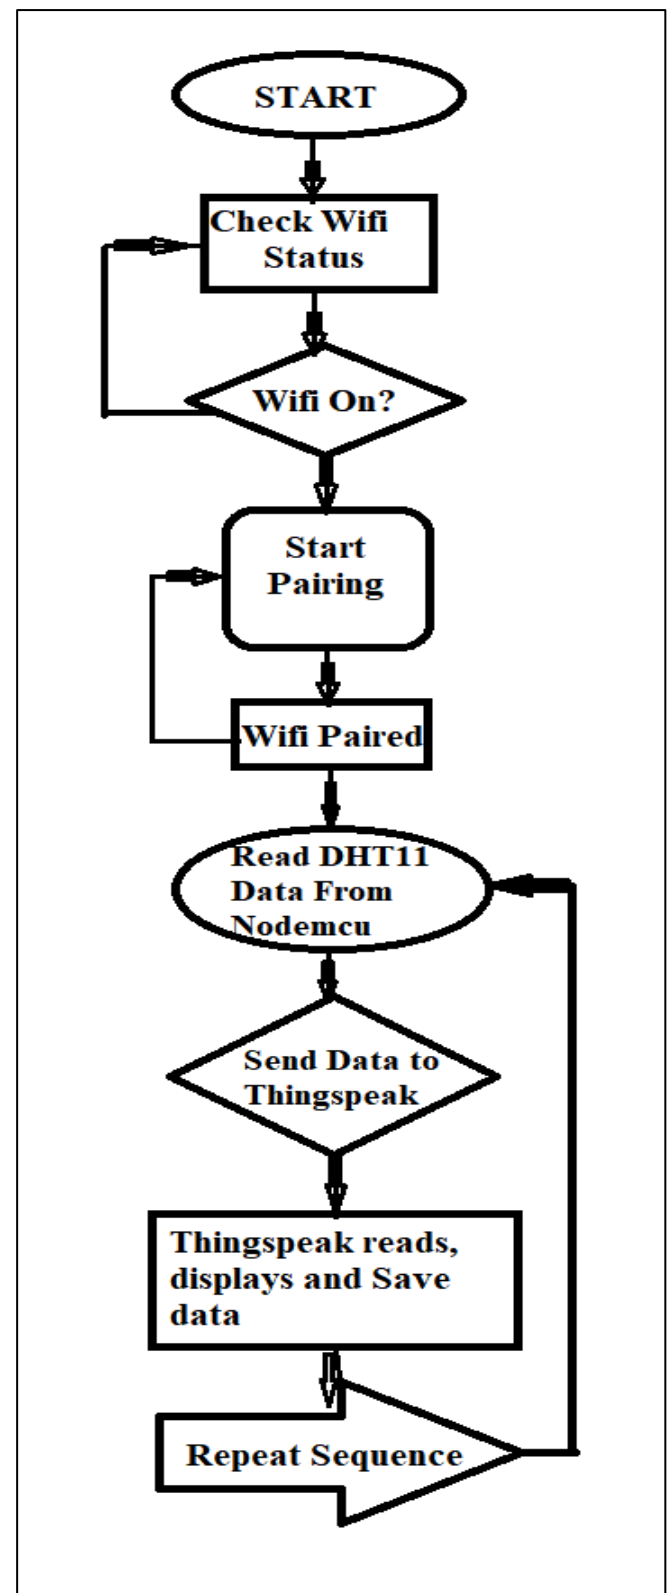 START
Check Wifi
Status
Wifi On?
Start
Pairing
Wifi Paired
Read DHT11
Data From
Nodemcu
Send Data to
Thingspeak
Thingspeak reads,
displays and Save
data
Repeat Sequence